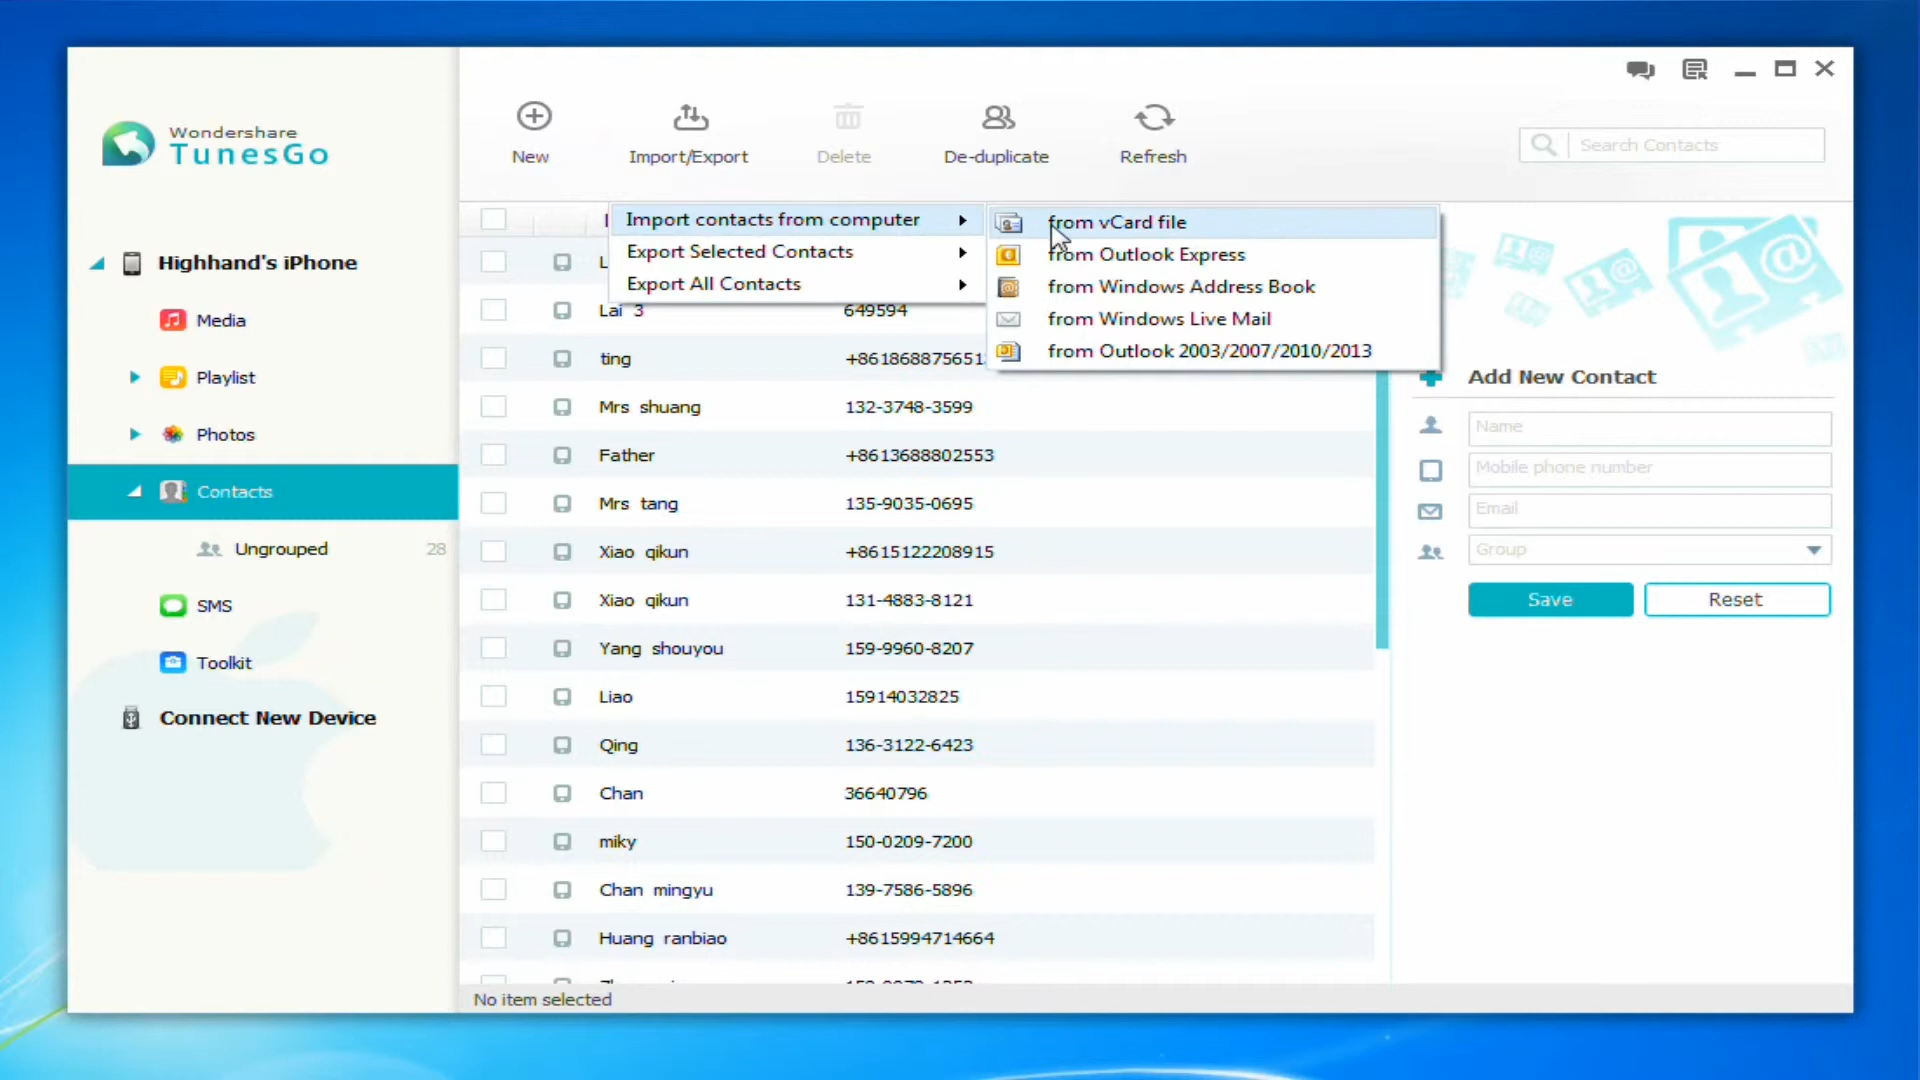 Wondershare
TunesGo
New
Import/Export
Delete
De-duplicate
Refresh
Search Contacts
Highhand's iPhone
Media
Playlist
Photos
Contacts
Ungrouped 28
SMS
Toolkit
Connect New Device
Import contacts from computer
Export Selected Contacts
Export All Contacts
from vCard file
from Outlook Express
from Windows Address Book
from Windows Live Mail
from Outlook 2003/2007/2010/2013
Lai 3 649594
ting +861868875651
Mrs shuang 132-3748-3599
Father +8613688802553
Mrs tang 135-9035-0695
Xiao qikun +8615122208915
Xiao qikun 131-4883-8121
Yang shouyou 159-9960-8207
Liao 15914032825
Qing 136-3122-6423
Chan 36640796
miky 150-0209-7200
Chan mingyu 139-7586-5896
Huang ranbiao +8615994714664
No item selected
Add New Contact
Name
Mobile phone number
Email
Group
Save
Reset